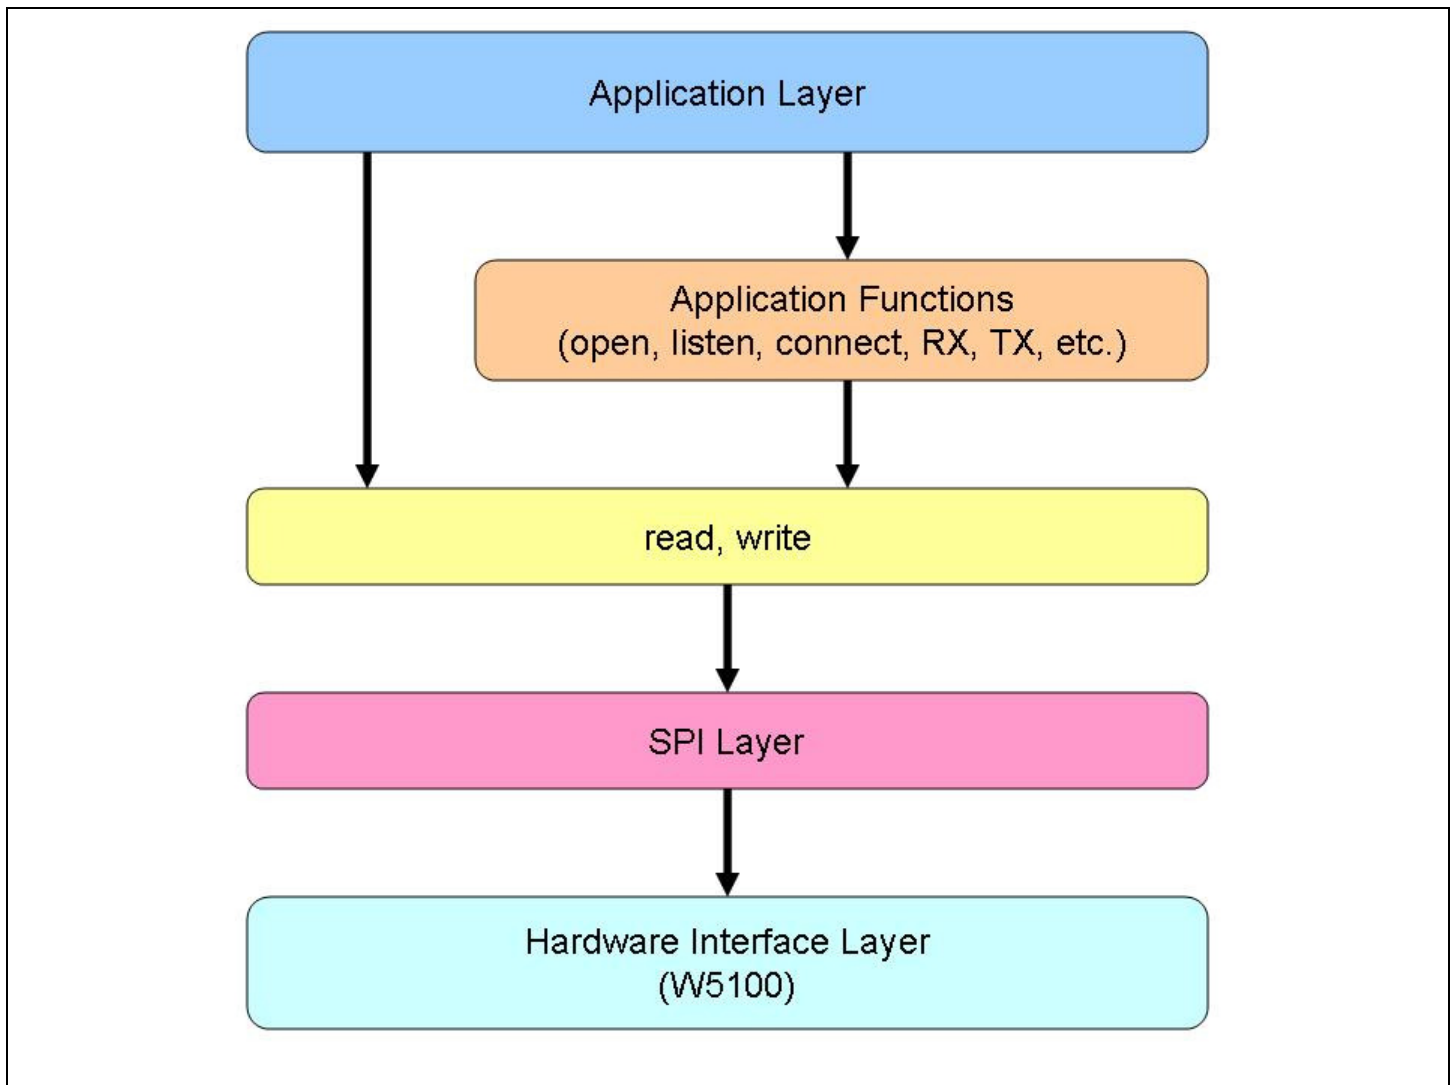 Application Layer
Application Functions
(open, listen, connect, RX, TX, etc.)
read, write
SPI Layer
Hardware Interface Layer
(W5100)